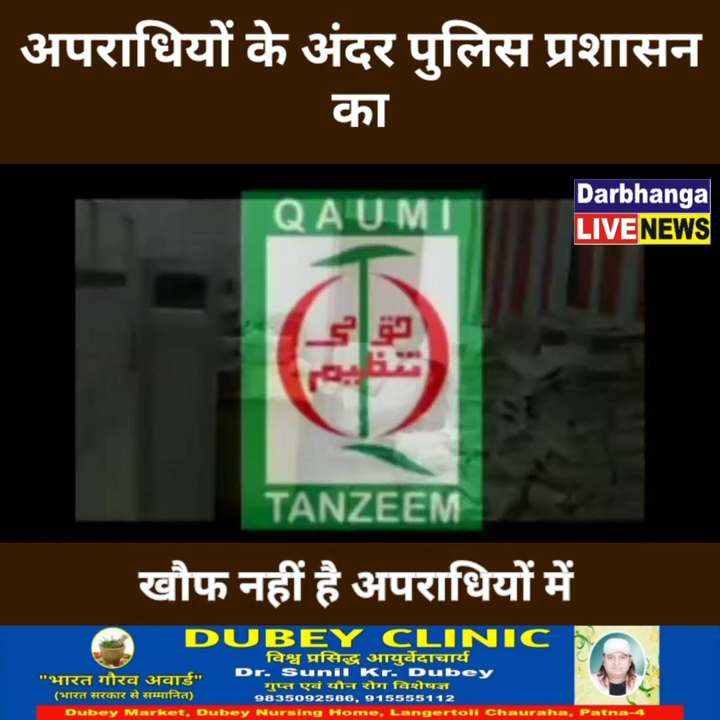 अपराधियों के अंदर पुलिस प्रशासन
का
Darbhanga
LIVE NEWS
QAUMI
قومی
تنظیم
TANZEEM
खौफ नहीं है अपराधियों में
DUBEY CLINIC
विश्व प्रसिद्ध आयुर्वेदाचार्य
Dr. Sunil Kr. Dubey
"भारत गौरव अवार्ड"
गुप्त एवं यौन रोग विशेषज्ञ
(भारत सरकार से सम्मानित)
9835092586, 915555112
Dubey Market, Dubey Nursing Home, Langertoli Chauraha, Patna-4